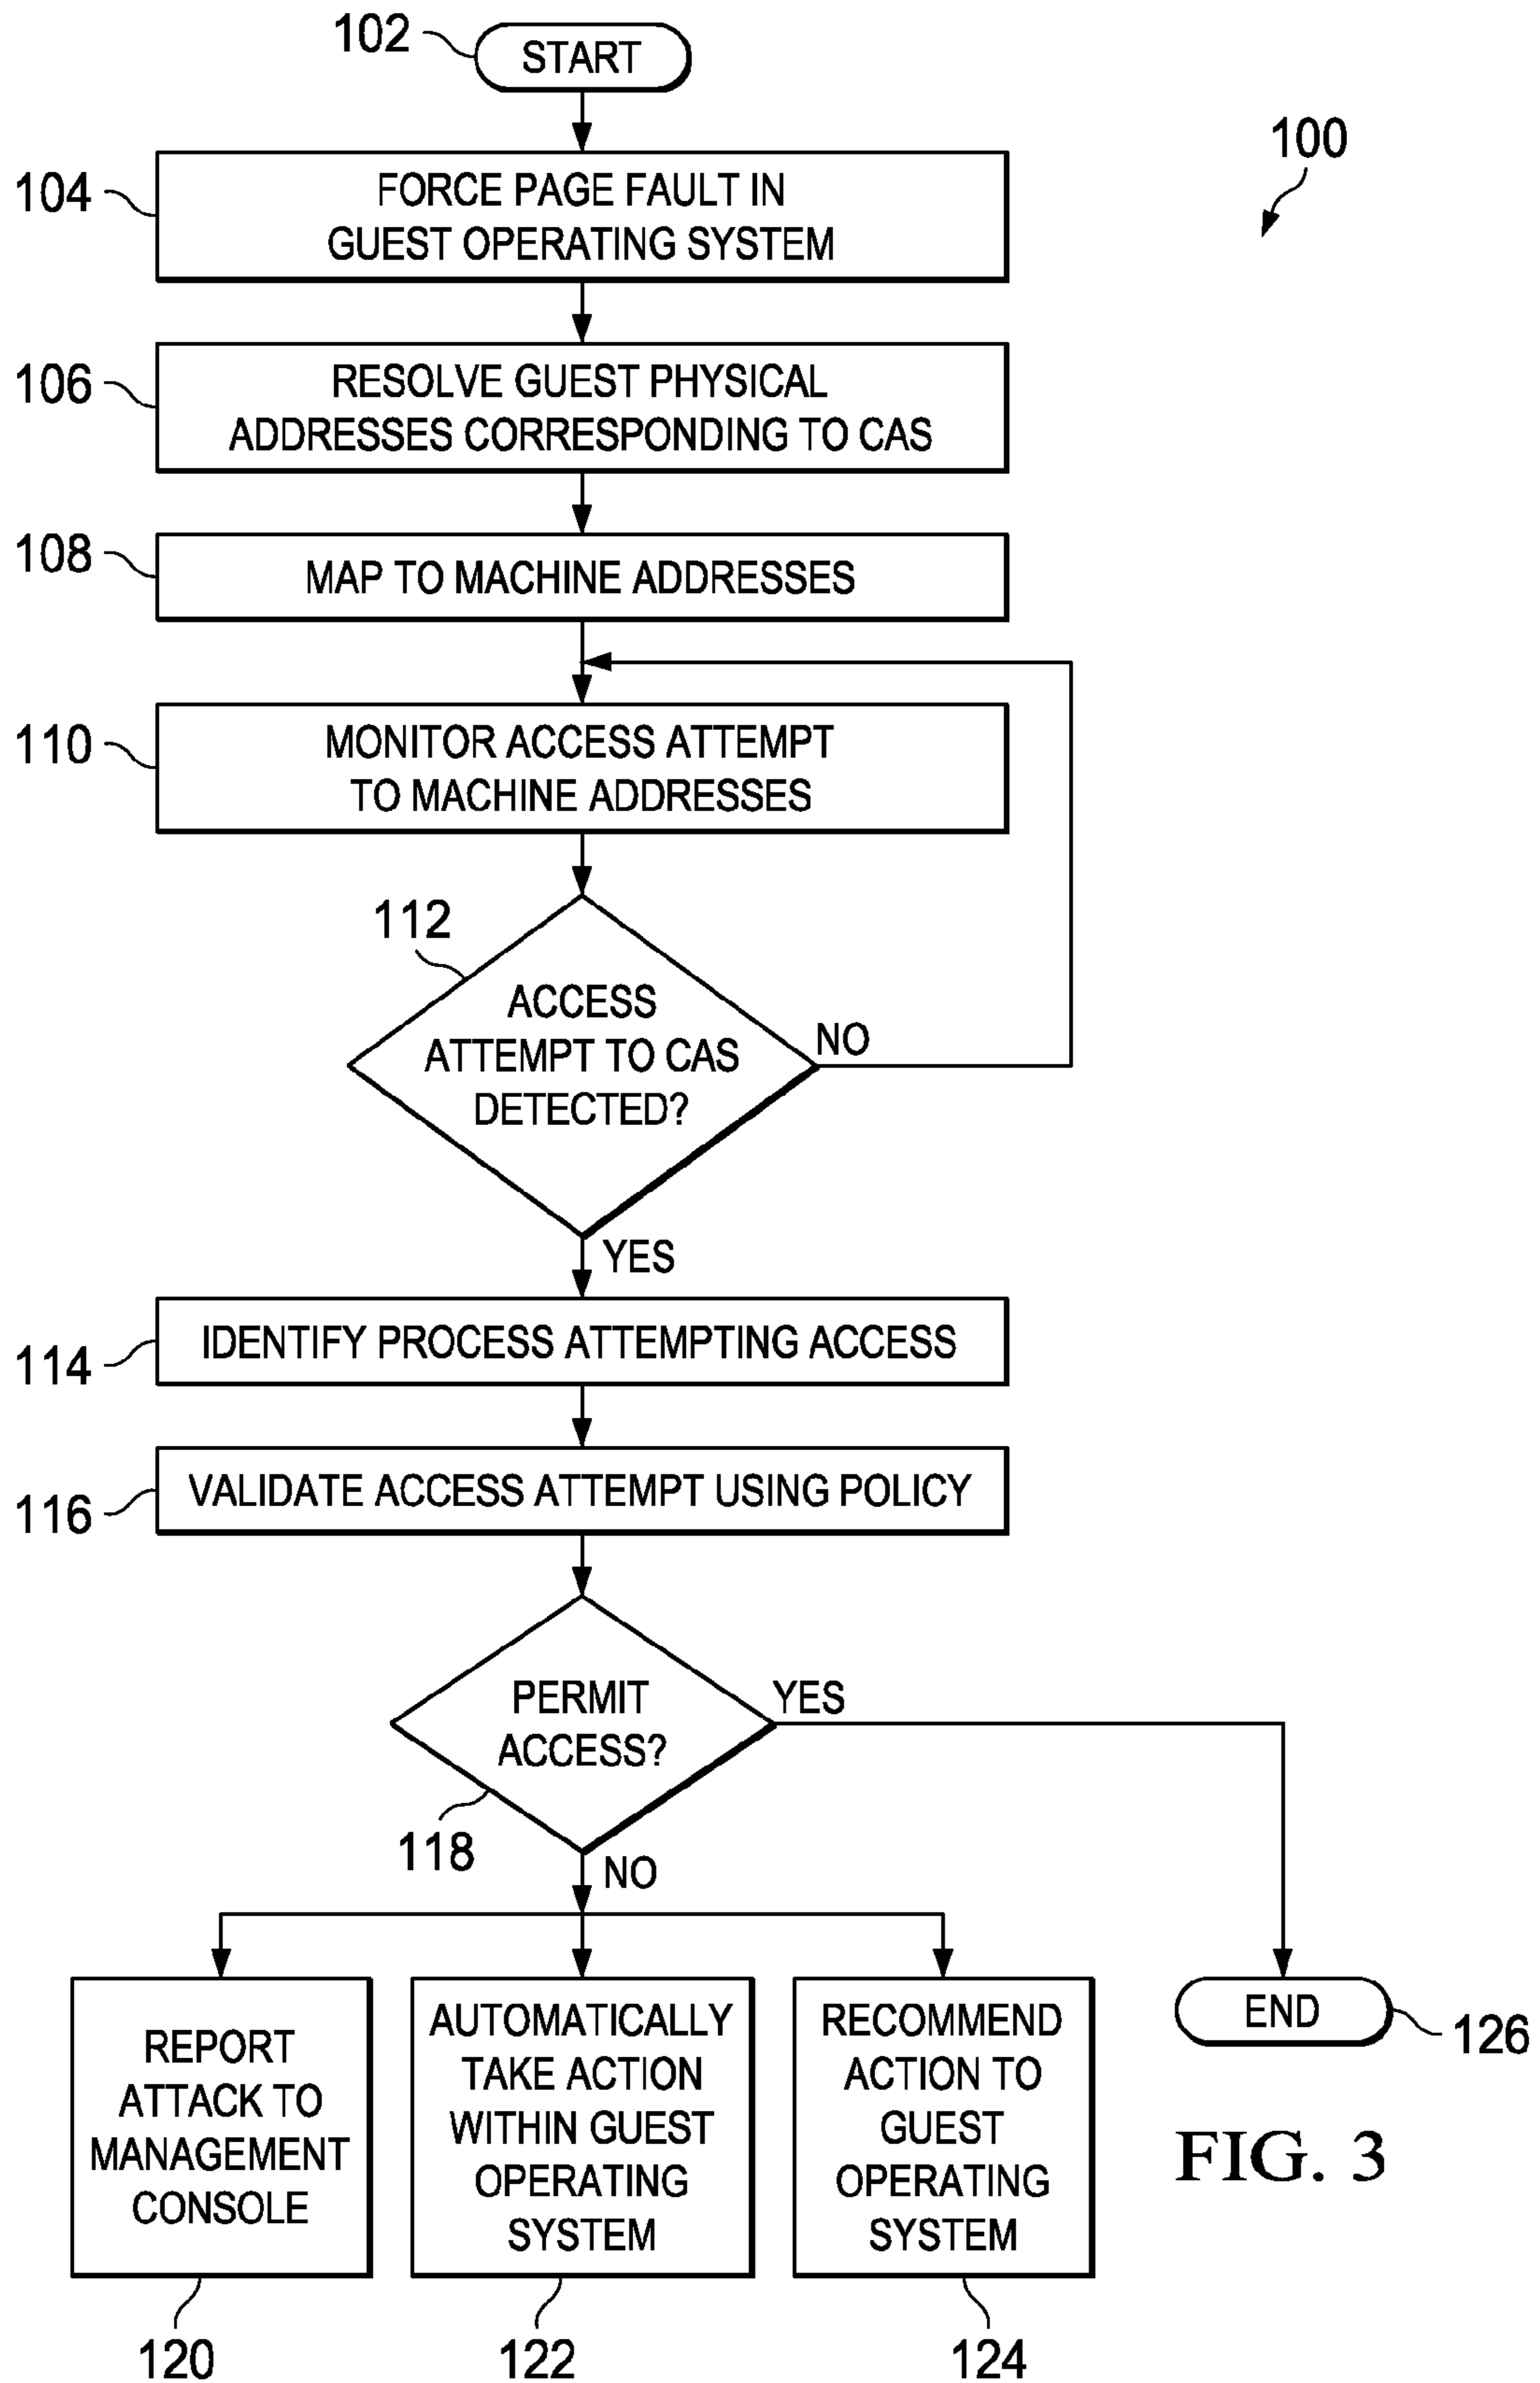 102
START
100
104
FORCE PAGE FAULT IN
GUEST OPERATING SYSTEM
106
RESOLVE GUEST PHYSICAL
ADDRESSES CORRESPONDING TO CAS
108
MAP TO MACHINE ADDRESSES
110
MONITOR ACCESS ATTEMPT
TO MACHINE ADDRESSES
112
ACCESS
ATTEMPT TO CAS
DETECTED?
NO
YES
114
IDENTIFY PROCESS ATTEMPTING ACCESS
116
VALIDATE ACCESS ATTEMPT USING POLICY
PERMIT
ACCESS?
YES
118
NO
REPORT
ATTACK TO
MANAGEMENT
CONSOLE
AUTOMATICALLY
TAKE ACTION
WITHIN GUEST
OPERATING
SYSTEM
RECOMMEND
ACTION TO
GUEST
OPERATING
SYSTEM
END
126
FIG. 3
120
122
124